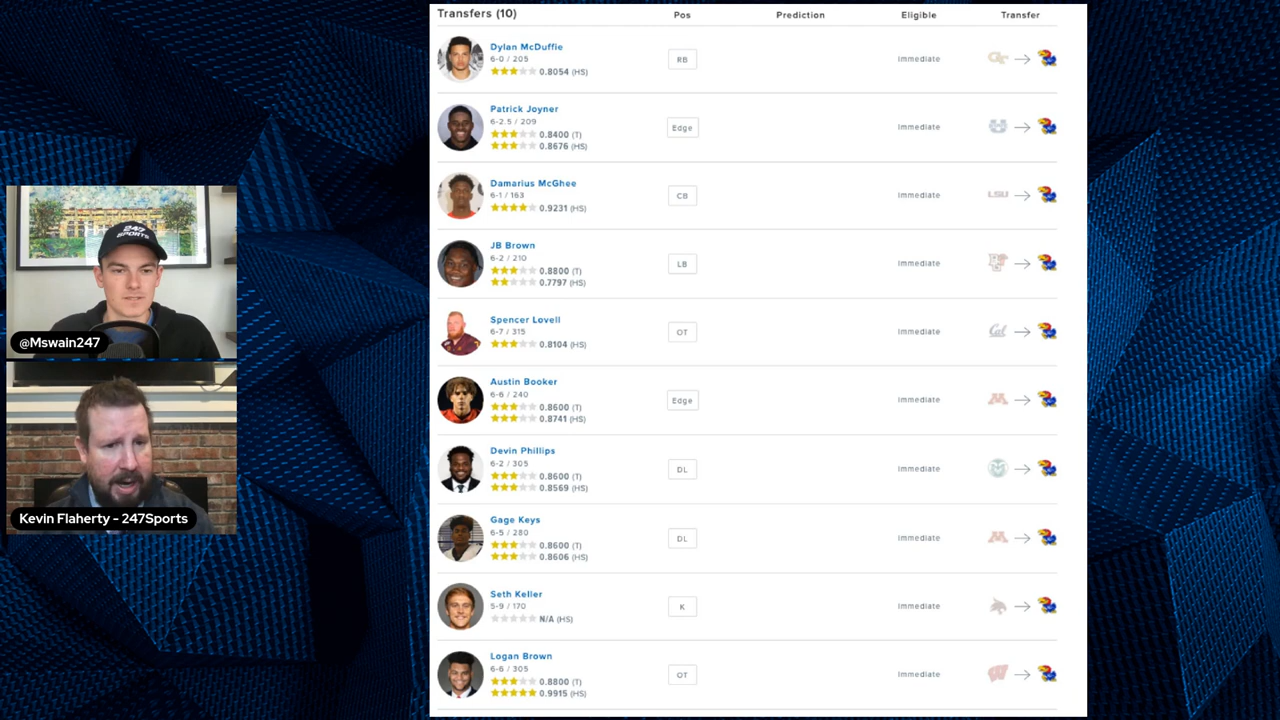 Transfers (10) Pos Prediction Eligible Transfer
Dylan McDuffie
6-0 / 205
0.8054 (HS)
RB
Immediate
GT
Patrick Joyner
6-2.5 / 209
0.8400 (T)
0.8676 (HS)
Edge
Immediate
Damarius McGhee
6-1 / 163
0.9231 (HS)
CB
Immediate
LSU
JB Brown
6-2 / 210
0.8800 (T)
0.7797 (HS)
LB
Immediate
Spencer Lovell
6-7 / 315
0.8104 (HS)
OT
Immediate
Cal
Austin Booker
6-6 / 240
0.8600 (T)
0.8741 (HS)
Edge
Immediate
M
Devin Phillips
6-2 / 305
0.8600 (T)
0.8569 (HS)
DL
Immediate
Gage Keys
6-5 / 280
0.8600 (T)
0.8606 (HS)
DL
Immediate
M
Seth Keller
5-9 / 170
N/A (HS)
K
Immediate
Logan Brown
6-6 / 305
0.8800 (T)
0.9915 (HS)
OT
Immediate
W
247
SPORTS
@Mswain247
Kevin Flaherty - 247Sports